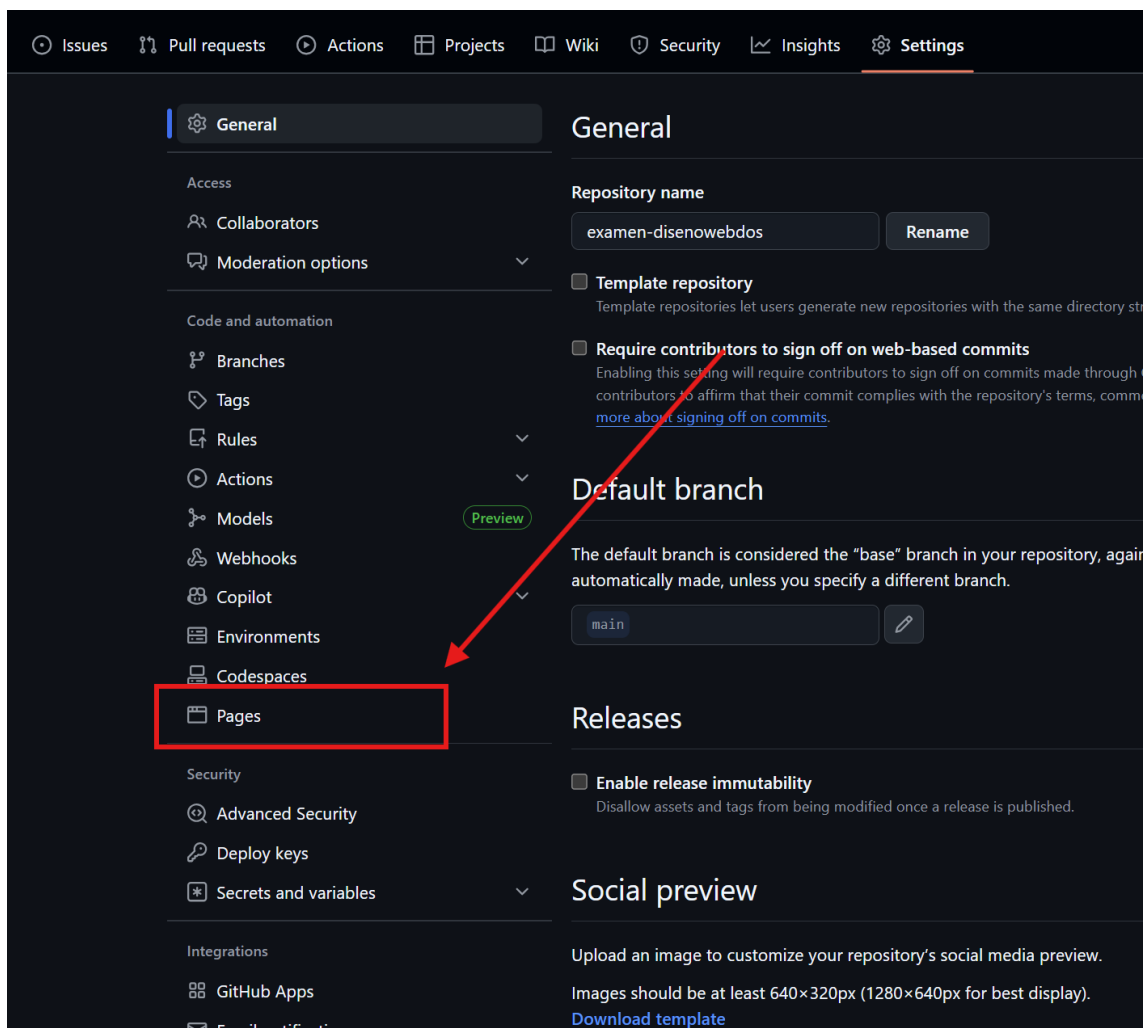 Issues Pull requests Actions Projects Wiki Security Insights Settings
General
Access
Collaborators
Moderation options
Code and automation
Branches
Tags
Rules
Actions
Models Preview
Webhooks
Copilot
Environments
Codespaces
Pages
Security
Advanced Security
Deploy keys
Secrets and variables
Integrations
GitHub Apps
General
Repository name
examen-disenowebdos Rename
Template repository
Template repositories let users generate new repositories with the same directory
Require contributors to sign off on web-based commits
Enabling this setting will require contributors to sign off on commits made through
contributors to affirm that their commit complies with the repository's terms,
more about signing off on commits.
Default branch
The default branch is considered the “base” branch in your repository,
automatically made, unless you specify a different branch.
main
Releases
Enable release immutability
Disallow assets and tags from being modified once a release is published.
Social preview
Upload an image to customize your repository’s social media preview.
Images should be at least 640×320px (1280×640px for best display).
Download template